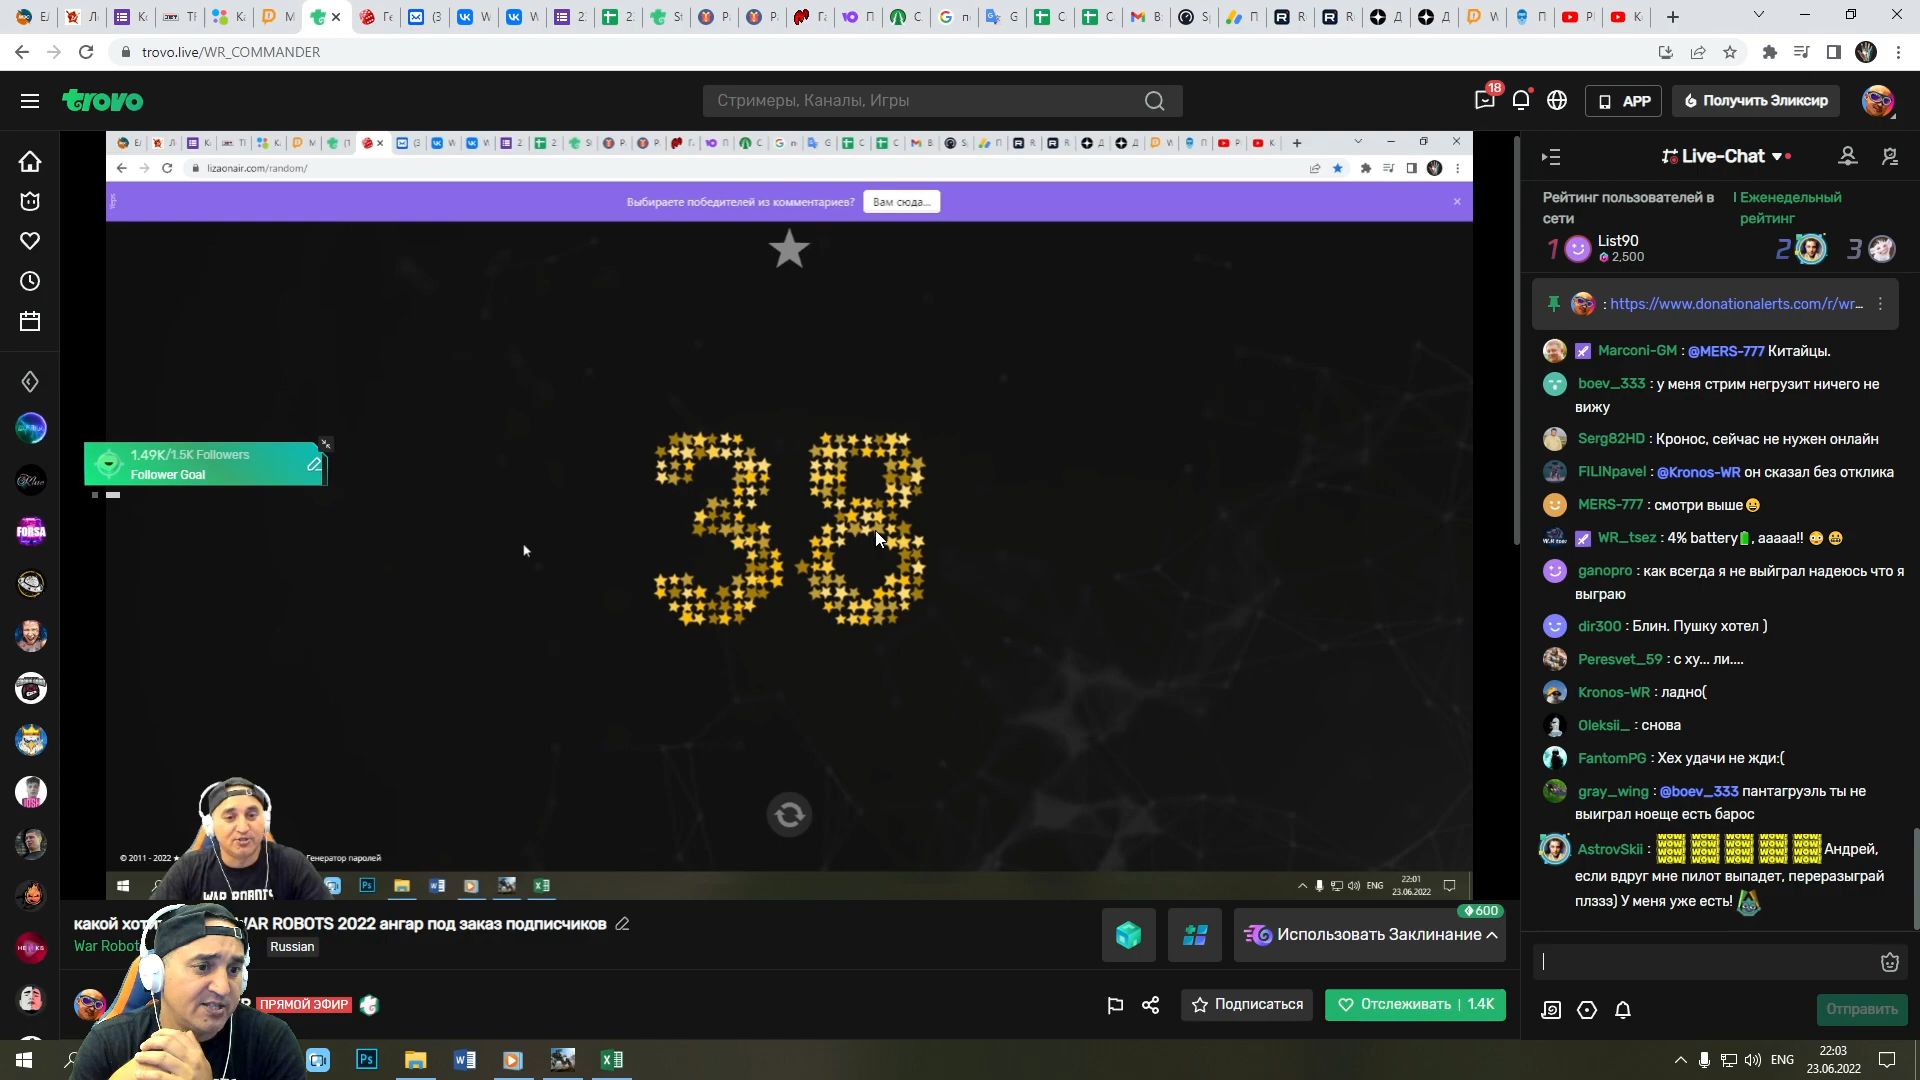 trovo.live/WR_COMMANDER
trovo
Стримеры, Каналы, Игры
18
APP
Получить Эликсир
lizaonair.com/random/
Выбираете победителей из комментариев?
Вам сюда...
38
1.49K/1.5K Followers
Follower Goal
© 2011 - 2022
Генератор паролей
WAR ROBOTS
ENG
22:01
23.06.2022
WAR ROBOTS 2022 ангар под заказ подписчиков
War Robot
Russian
600
Использовать Заклинание
ПРЯМОЙ ЭФИР
Подписаться
Отслеживать | 1.4K
Live-Chat
Рейтинг пользователей в сети
Еженедельный рейтинг
1 List90
2,500
2
3
: https://www.donationalerts.com/r/wr...
Marconi-GM : @MERS-777 Китайцы.
boev_333 : у меня стрим негрузит ничего не
вижу
Serg82HD : Кронос, сейчас не нужен онлайн
FILINpavel : @Kronos-WR он сказал без отклика
MERS-777 : смотри выше😀
WR_tsez : 4% battery🔋, aaaaa!! 😳 😀
ganopro : как всегда я не выйграл надеюсь что я
выграю
dir300 : Блин. Пушку хотел )
Peresvet_59 : с ху... ли....
Kronos-WR : ладно(
Oleksii_ : снова
FantomPG : Хех удачи не жди:(
gray_wing : @boev_333 пантагруэль ты не
выиграл ноеще есть барос
AstrovSkii : Андрей,
если вдруг мне пилот выпадет, переразыграй
плззз) У меня уже есть!
Отправить
FORSA
Ps
ENG
22:03
23.06.2022